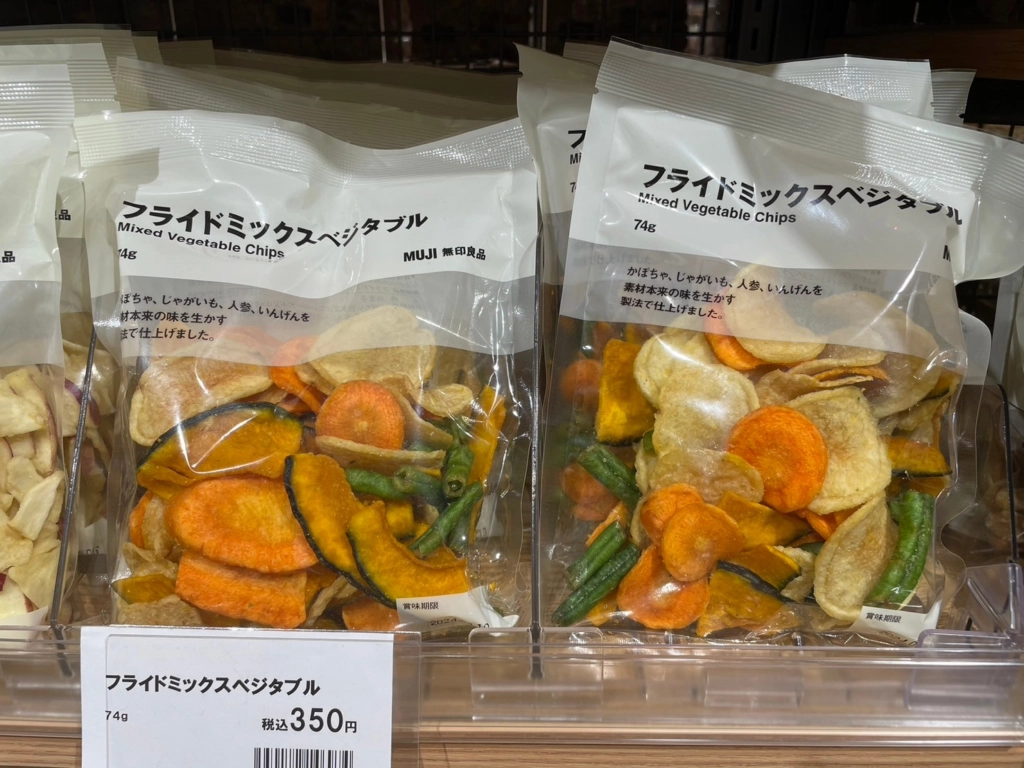 フライドミックスベジタブル
Mixed Vegetable Chips
74g
MUJI 無印良品
ぼちゃ、じゃがいも、人参、いんげんを
材本来の味を生かす
法で仕上げました。
賞味期限
フライドミックスベジタブル
Mixed Vegetable Chips
74g
かぼちゃ、じゃがいも、人参、いんげんを
素材本来の味を生かす
製法で仕上げました。
賞味期限
フライドミックスベジタブル
74g
税込350円